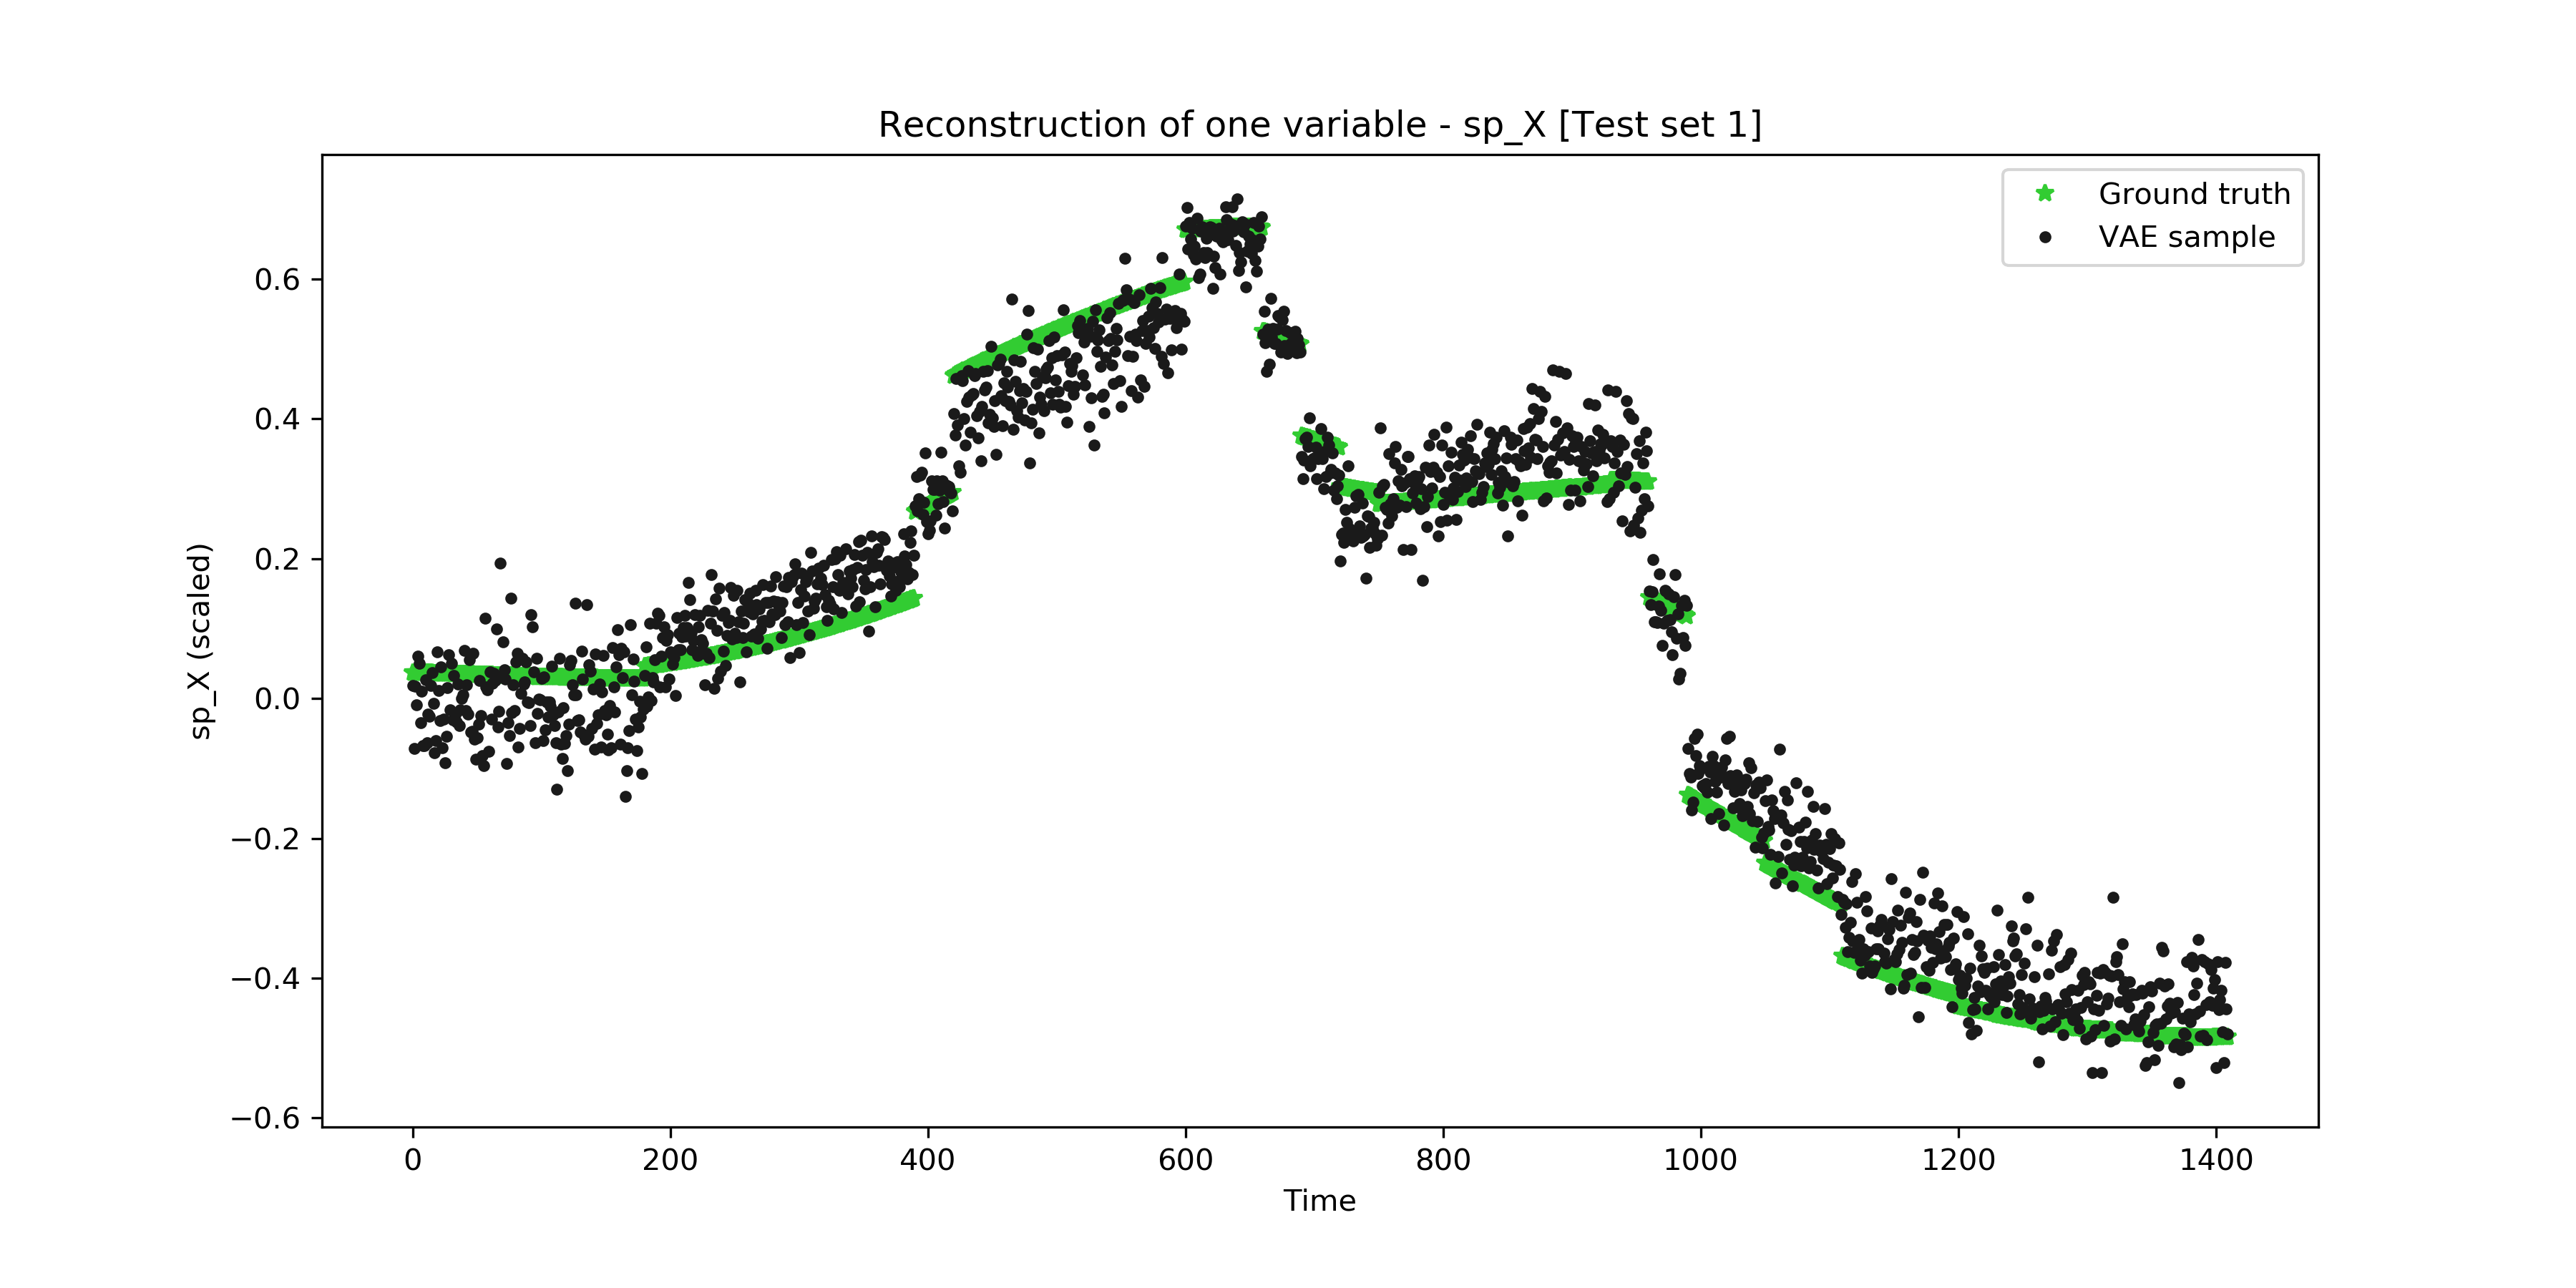 Reconstruction of one variable - sp_X [Test set 1]
Ground truth
VAE sample
sp_X (scaled)
0.6
0.4
0.2
0.0
−0.2
−0.4
−0.6
0 200 400 600 800 1000 1200 1400
Time